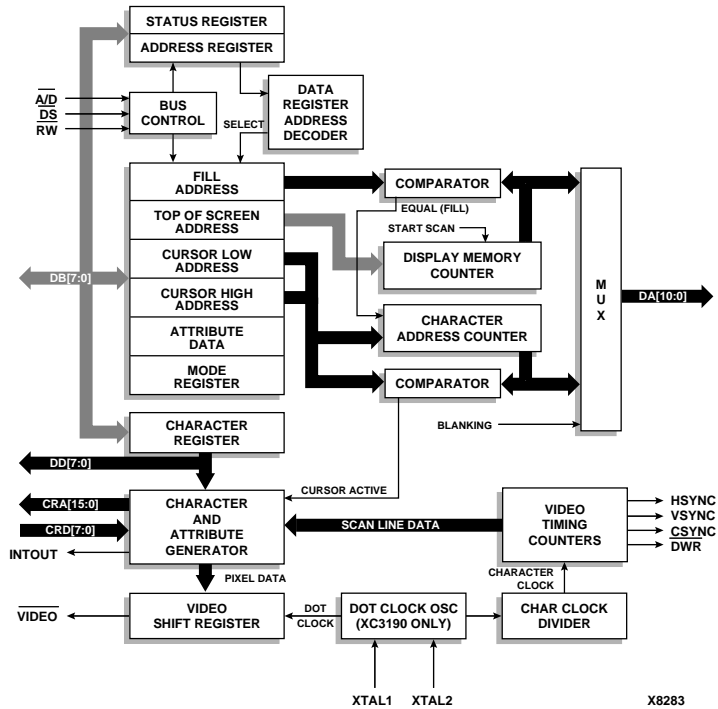 STATUS REGISTER
ADDRESS REGISTER
A/D
DS
RW
BUS
CONTROL
DATA
REGISTER
ADDRESS
DECODER
SELECT
FILL
ADDRESS
TOP OF SCREEN
ADDRESS
CURSOR LOW
ADDRESS
CURSOR HIGH
ADDRESS
ATTRIBUTE
DATA
MODE
REGISTER
DB[7:0]
COMPARATOR
EQUAL (FILL)
START SCAN
DISPLAY MEMORY
COUNTER
CHARACTER
ADDRESS COUNTER
COMPARATOR
M
U
X
DA[10:0]
BLANKING
CHARACTER
REGISTER
DD[7:0]
CURSOR ACTIVE
CRA[15:0]
CRD[7:0]
INTOUT
CHARACTER
AND
ATTRIBUTE
GENERATOR
SCAN LINE DATA
VIDEO
TIMING
COUNTERS
HSYNC
VSYNC
CSYNC
DWR
PIXEL DATA
CHARACTER
CLOCK
VIDEO
VIDEO
SHIFT REGISTER
DOT
CLOCK
DOT CLOCK OSC
(XC3190 ONLY)
CHAR CLOCK
DIVIDER
XTAL1
XTAL2
X8283